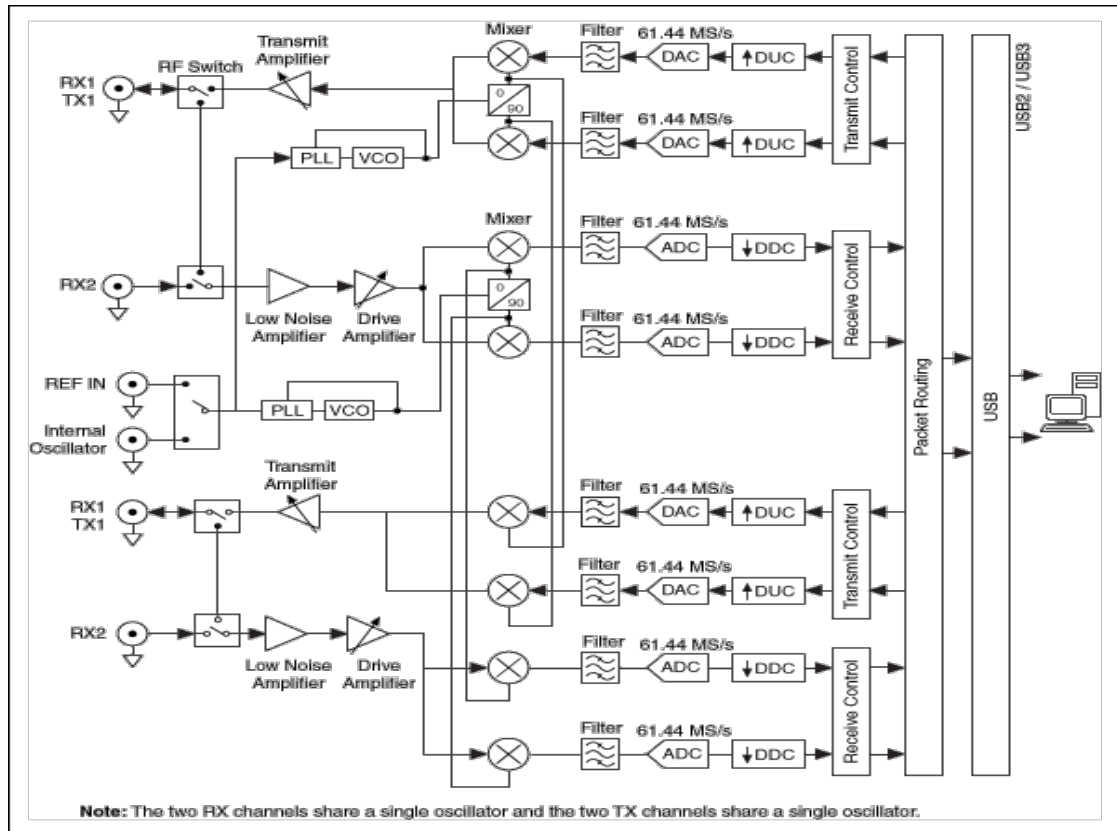 Mixer
Filter 61.44 MS/s
Transmit
Amplifier
RF Switch
RX1
TX1
DAC
DUC
0
90
Transmit Control
DAC
61.44 MS/s
Filter
DUC
PLL
VCO
USB2 / USB3
Mixer
Filter 61.44 MS/s
RX2
ADC
DDC
0
90
Receive Control
Low Noise
Amplifier
Drive
Amplifier
Filter 61.44 MS/s
ADC
DDC
REF IN
PLL
VCO
Internal
Oscillator
Packet Routing
USB
Transmit
Amplifier
Filter 61.44 MS/s
RX1
TX1
DAC
DUC
Transmit Control
Filter 61.44 MS/s
DAC
DUC
RX2
Low Noise
Amplifier
Drive
Amplifier
Filter 61.44 MS/s
ADC
DDC
Receive Control
Filter 61.44 MS/s
ADC
DDC
Note: The two RX channels share a single oscillator and the two TX channels share a single oscillator.